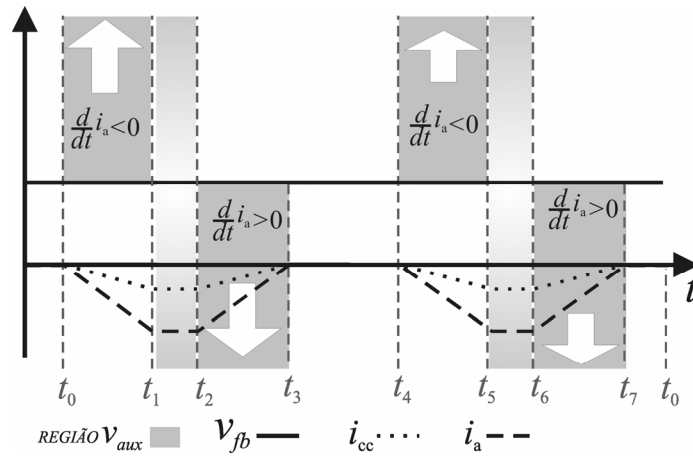 d/dt iₐ<0 d/dt iₐ<0
d/dt iₐ>0 d/dt iₐ>0
t
t₀ t₁ t₂ t₃ t₄ t₅ t₆ t₇ t₀
REGIÃO v_aux v_fb i_cc i_a